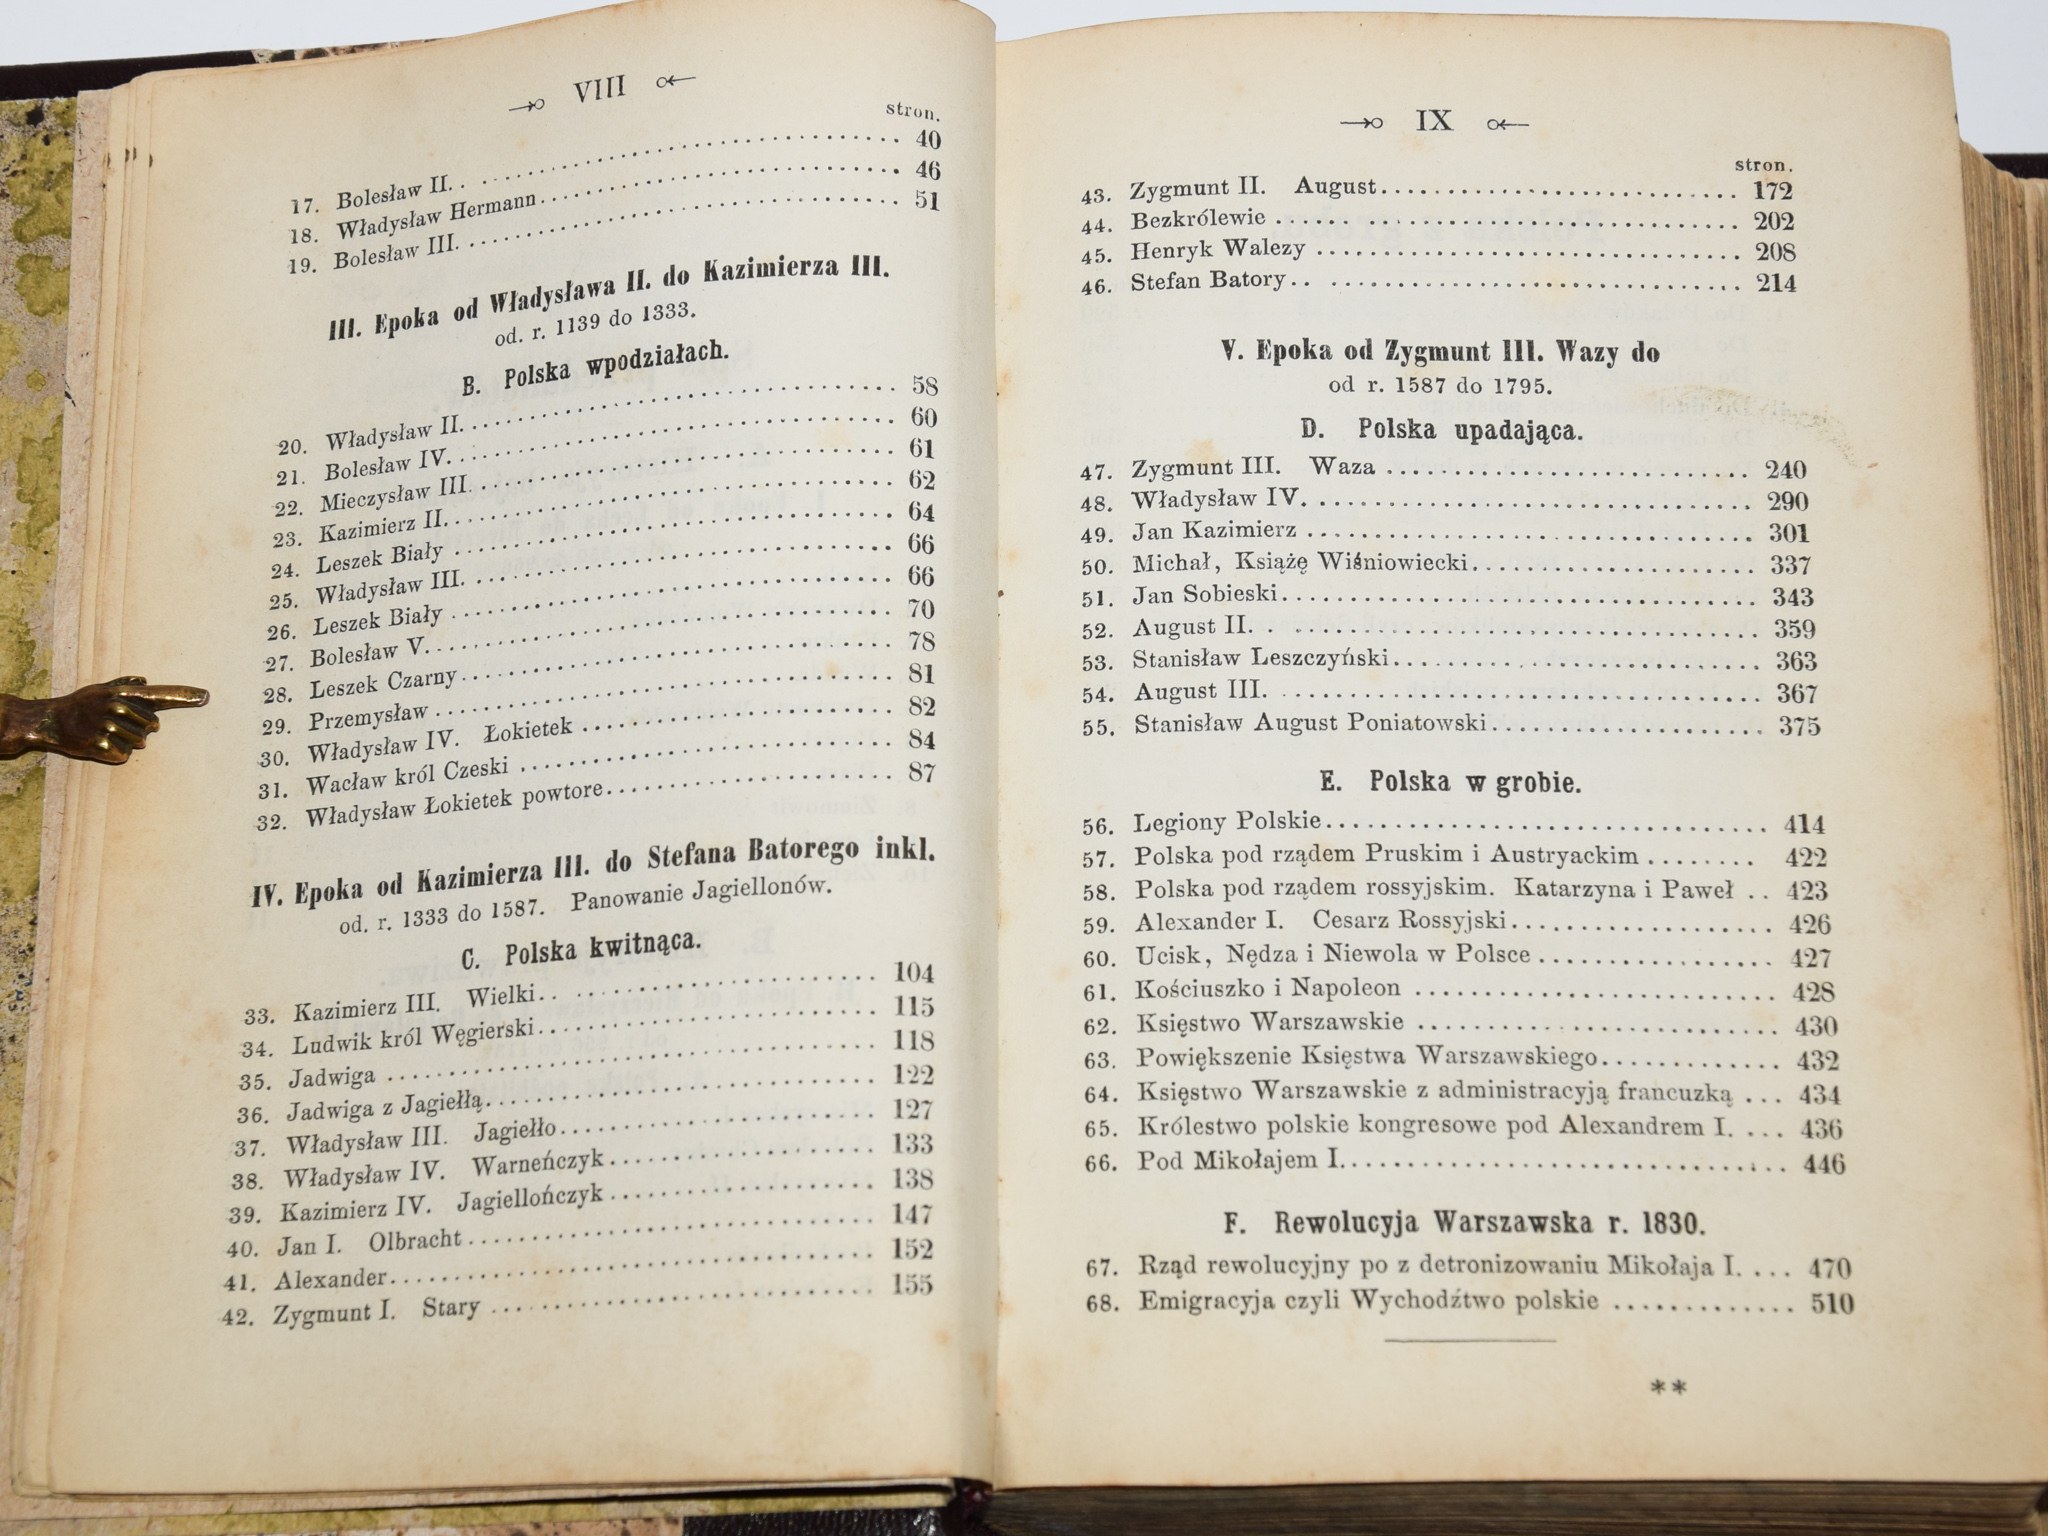 VIII
stron.
17. Bolesław II. 40
18. Władysław Hermann 46
19. Bolesław III. 51
III. Epoka od Władysława II. do Kazimierza III.
od. r. 1139 do 1333.
B. Polska wpodziałach.
20. Władysław II. 58
21. Bolesław IV. 60
22. Mieczysław III. 61
23. Kazimierz II. 62
24. Leszek Biały 64
25. Władysław III. 66
26. Leszek Biały 66
27. Bolesław V. 70
28. Leszek Czarny 78
29. Przemysław 81
30. Władysław IV. Łokietek 82
31. Wacław król Czeski 84
32. Władysław Łokietek powtore 87
IV. Epoka od Kazimierza III. do Stefana Batorego inkl.
od. r. 1333 do 1587. Panowanie Jagiellonów.
C. Polska kwitnąca.
33. Kazimierz III. Wielki 104
34. Ludwik król Węgierski 115
35. Jadwiga 118
36. Jadwiga z Jagiełłą 122
37. Władysław III. Jagiełło 127
38. Władysław IV. Warneńczyk 133
39. Kazimierz IV. Jagiellończyk 138
40. Jan I. Olbracht 147
41. Alexander 152
42. Zygmunt I. Stary 155
IX
stron.
43. Zygmunt II. August 172
44. Bezkrólewie 202
45. Henryk Walezy 208
46. Stefan Batory 214
V. Epoka od Zygmunt III. Wazy do
od r. 1587 do 1795.
D. Polska upadająca.
47. Zygmunt III. Waza 240
48. Władysław IV. 290
49. Jan Kazimierz 301
50. Michał, Książę Wiśniowiecki 337
51. Jan Sobieski 343
52. August II. 359
53. Stanisław Leszczyński 363
54. August III. 367
55. Stanisław August Poniatowski 375
E. Polska w grobie.
56. Legiony Polskie 414
57. Polska pod rządem Pruskim i Austryackim 422
58. Polska pod rządem rossyjskim. Katarzyna i Paweł 423
59. Alexander I. Cesarz Rossyjski 426
60. Ucisk, Nędza i Niewola w Polsce 427
61. Kościuszko i Napoleon 428
62. Księstwo Warszawskie 430
63. Powiększenie Księstwa Warszawskiego 432
64. Księstwo Warszawskie z administracyją francuzką 434
65. Królestwo polskie kongresowe pod Alexandrem I. 436
66. Pod Mikołajem I. 446
F. Rewolucyja Warszawska r. 1830.
67. Rząd rewolucyjny po z detronizowaniu Mikołaja I. 470
68. Emigracyja czyli Wychodźtwo polskie 510
**